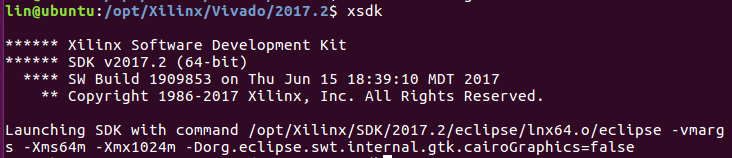 lin@ubuntu:/opt/Xilinx/Vivado/2017.2$ xsdk
****** Xilinx Software Development Kit
****** SDK v2017.2 (64-bit)
**** SW Build 1909853 on Thu Jun 15 18:39:10 MDT 2017
** Copyright 1986-2017 Xilinx, Inc. All Rights Reserved.
Launching SDK with command /opt/Xilinx/SDK/2017.2/eclipse/lnx64.o/eclipse -vmarg
s -Xms64m -Xmx1024m -Dorg.eclipse.swt.internal.gtk.cairoGraphics=false